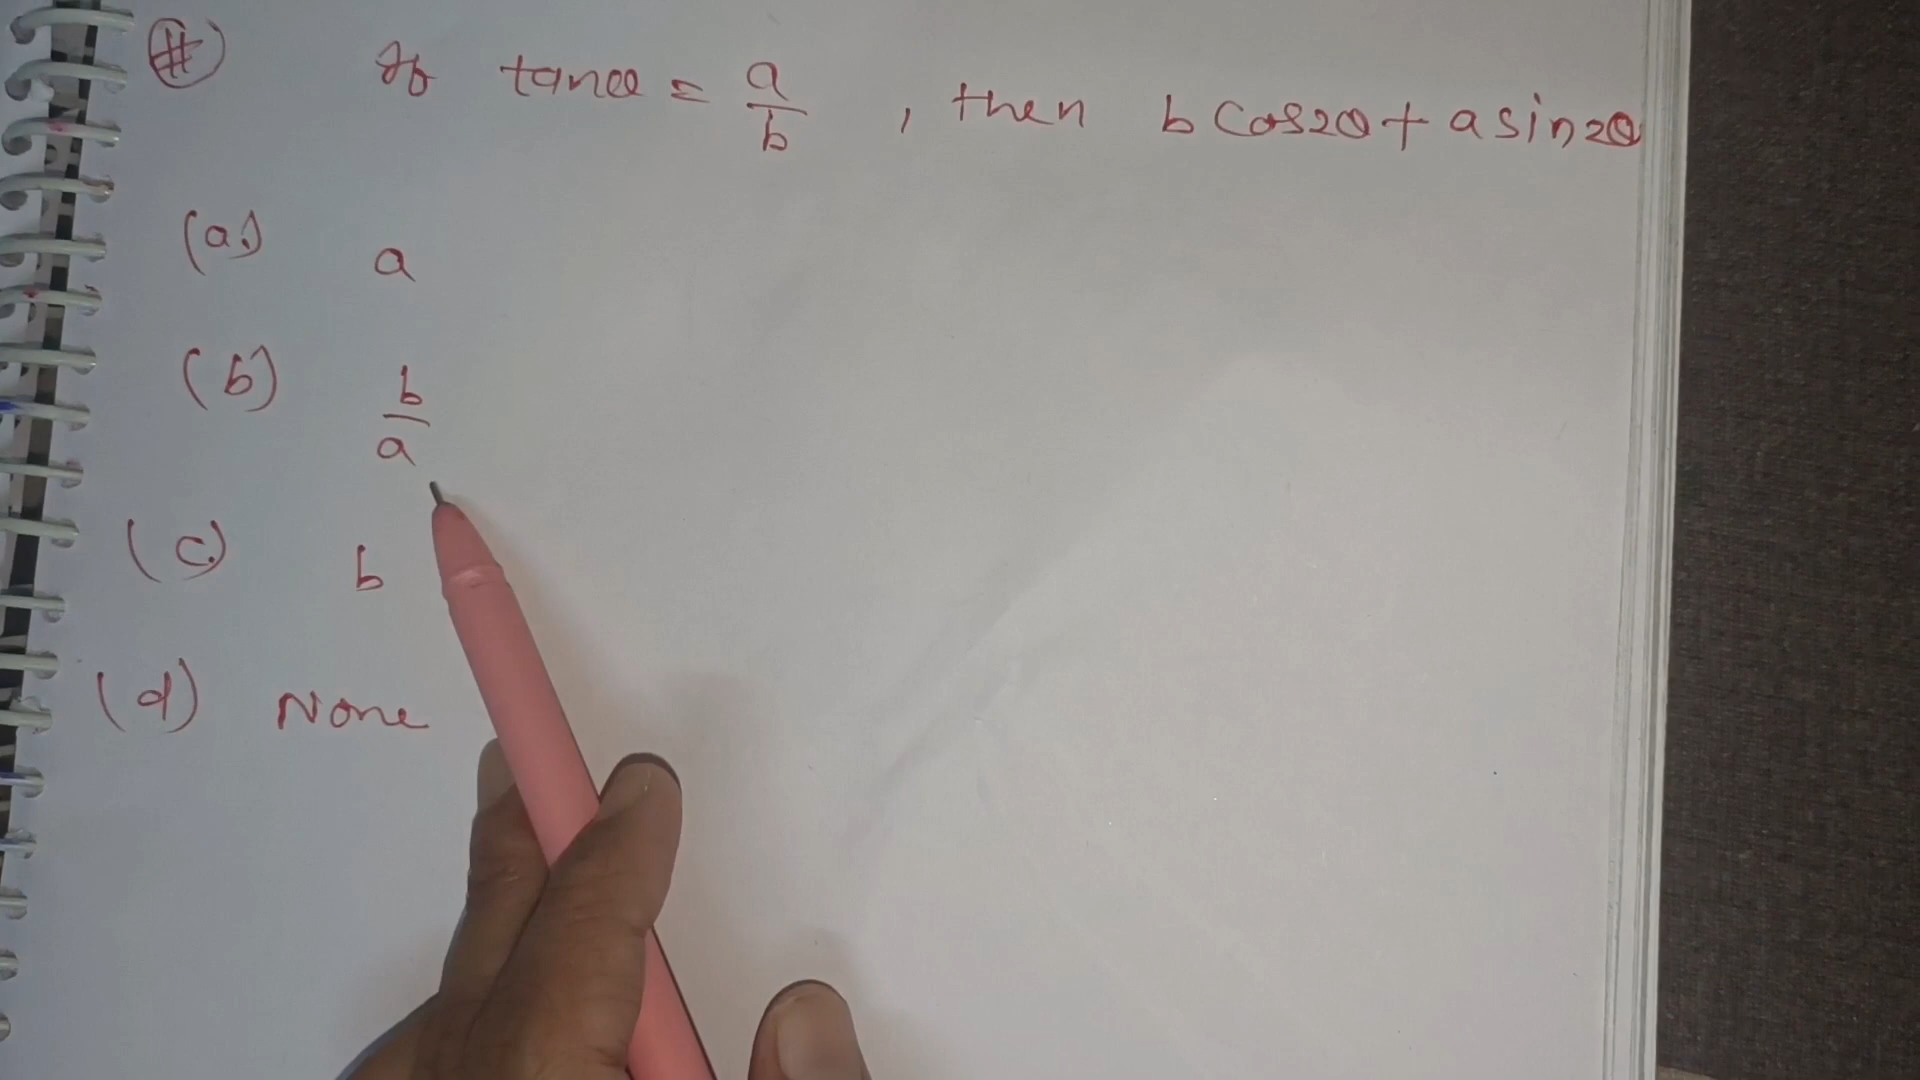 # If tanθ = a/b , then b cos2θ + a sin2θ
(a.) a
(b) b/a
(c.) b
(d) None